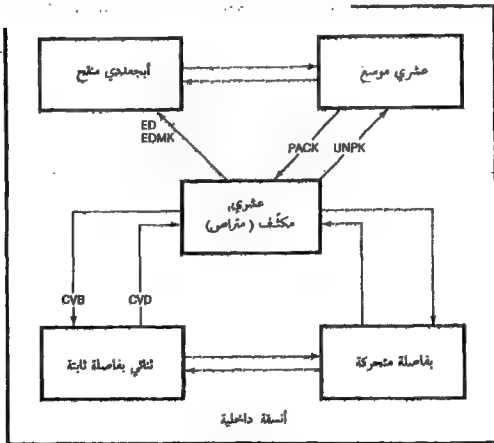 عشري موسع
أبجعددي منقح
ED
EDMK
PACK
UNPK
عشري
مكثف ( متراص)
CVB
CVD
بفاصلة متحركة
ثنائي بفاصلة ثابتة
أنسقة داخلية